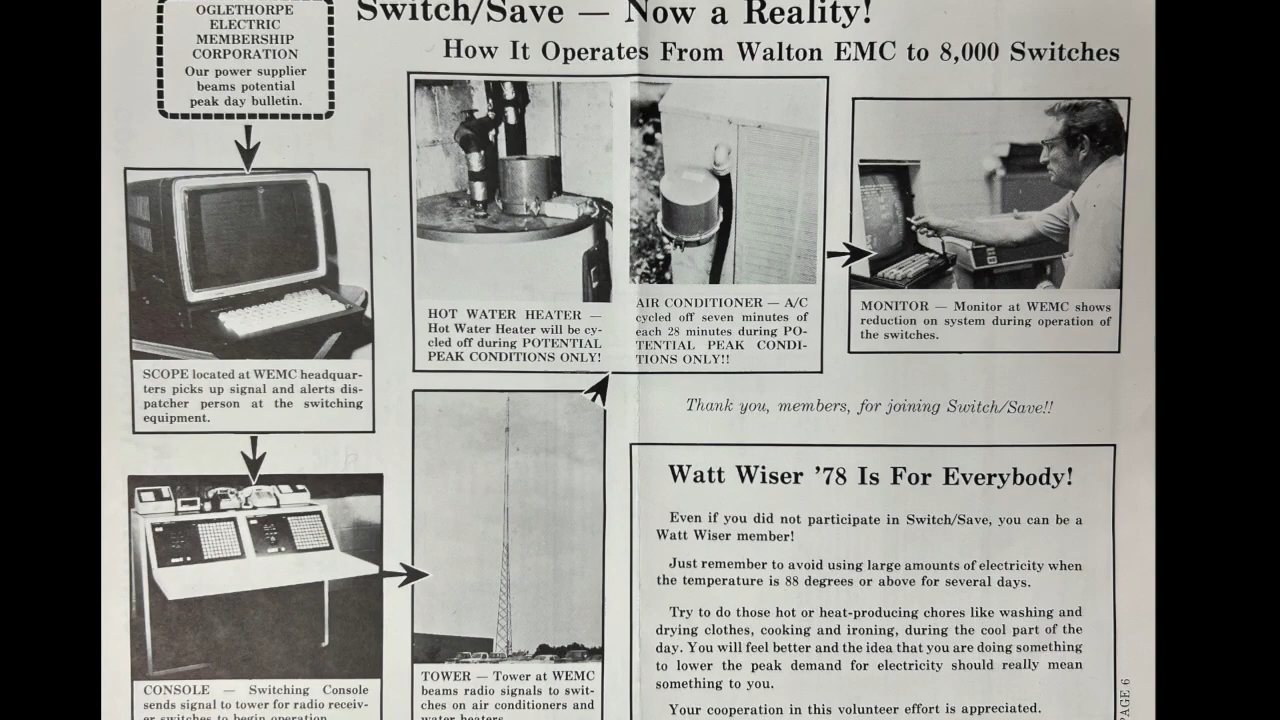 Switch/Save — Now a Reality!
How It Operates From Walton EMC to 8,000 Switches
OGLETHORPE
ELECTRIC
MEMBERSHIP
CORPORATION
Our power supplier
beams potential
peak day bulletin.
SCOPE located at WEMC headquar-
ters picks up signal and alerts dis-
patcher person at the switching
equipment.
CONSOLE — Switching Console
sends signal to tower for radio receiv-
er switches to begin operation.
TOWER — Tower at WEMC
beams radio signals to swit-
ches on air conditioners and
water heaters.
HOT WATER HEATER —
Hot Water Heater will be cy-
cled off during POTENTIAL
PEAK CONDITIONS ONLY!
AIR CONDITIONER — A/C
cycled off seven minutes of
each 28 minutes during PO-
TENTIAL PEAK CONDI-
TIONS ONLY!!
MONITOR — Monitor at WEMC shows
reduction on system during operation of
the switches.
Thank you, members, for joining Switch/Save!!
Watt Wiser ’78 Is For Everybody!
Even if you did not participate in Switch/Save, you can be a
Watt Wiser member!
Just remember to avoid using large amounts of electricity when
the temperature is 88 degrees or above for several days.
Try to do those hot or heat-producing chores like washing and
drying clothes, cooking and ironing, during the cool part of the
day. You will feel better and the idea that you are doing something
to lower the peak demand for electricity should really mean
something to you.
Your cooperation in this volunteer effort is appreciated.
PAGE 6